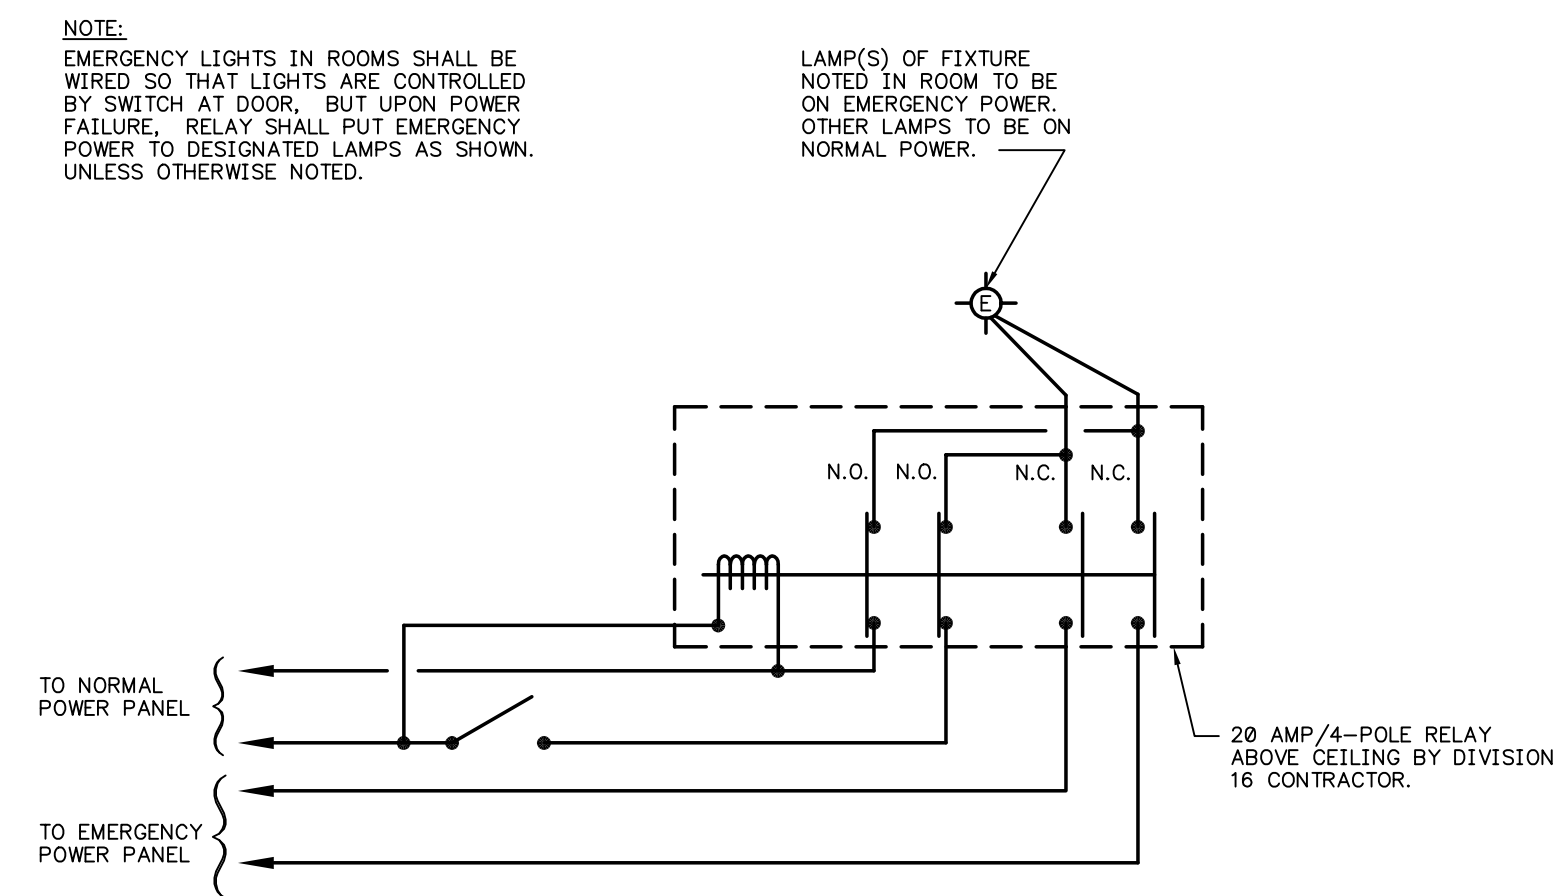 NOTE:
EMERGENCY LIGHTS IN ROOMS SHALL BE
WIRED SO THAT LIGHTS ARE CONTROLLED
BY SWITCH AT DOOR, BUT UPON POWER
FAILURE, RELAY SHALL PUT EMERGENCY
POWER TO DESIGNATED LAMPS AS SHOWN.
UNLESS OTHERWISE NOTED.
LAMP(S) OF FIXTURE
NOTED IN ROOM TO BE
ON EMERGENCY POWER.
OTHER LAMPS TO BE ON
NORMAL POWER.
E
N.O. N.O. N.C. N.C.
TO NORMAL
POWER PANEL
20 AMP/4-POLE RELAY
ABOVE CEILING BY DIVISION
16 CONTRACTOR.
TO EMERGENCY
POWER PANEL